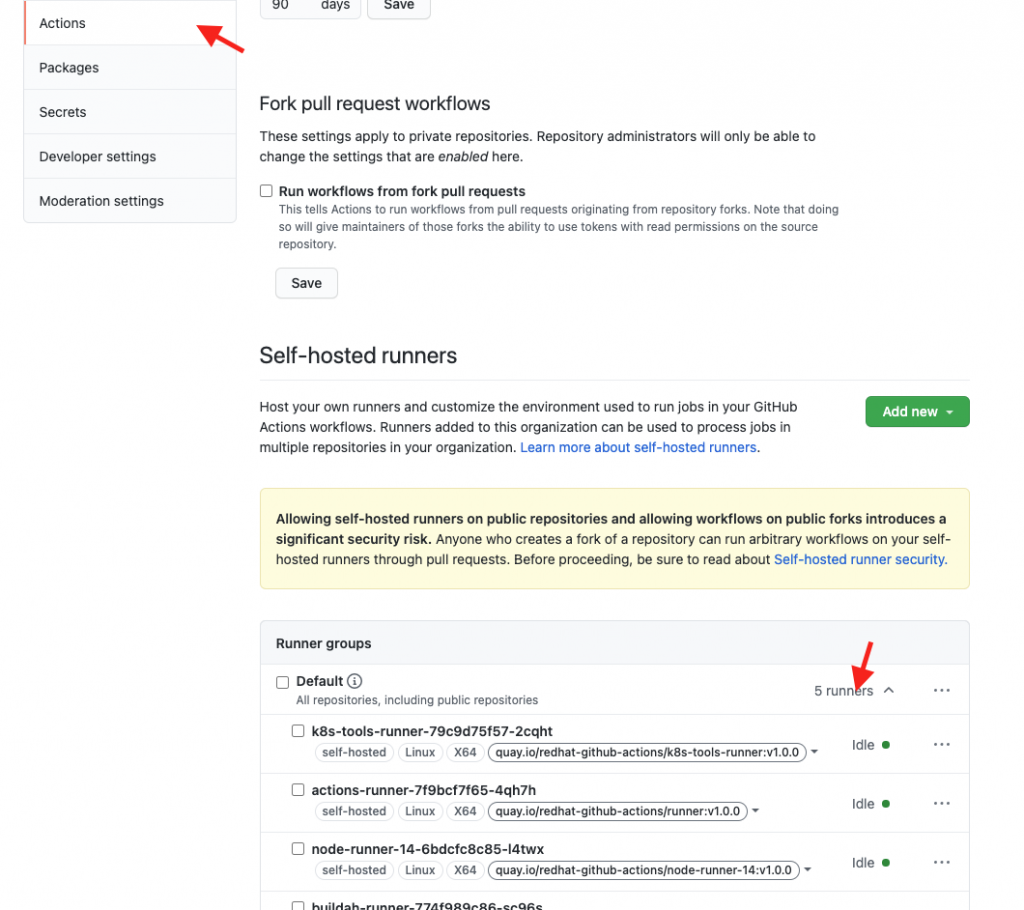 Actions
Packages
Secrets
Developer settings
Moderation settings
90 days Save
Fork pull request workflows
These settings apply to private repositories. Repository administrators will only be able to
change the settings that are enabled here.
Run workflows from fork pull requests
This tells Actions to run workflows from pull requests originating from repository forks. Note that doing
so will give maintainers of those forks the ability to use tokens with read permissions on the source
repository.
Save
Self-hosted runners
Host your own runners and customize the environment used to run jobs in your GitHub
Actions workflows. Runners added to this organization can be used to process jobs in
multiple repositories in your organization. Learn more about self-hosted runners.
Add new
Allowing self-hosted runners on public repositories and allowing workflows on public forks introduces a
significant security risk. Anyone who creates a fork of a repository can run arbitrary workflows on your self-
hosted runners through pull requests. Before proceeding, be sure to read about Self-hosted runner security.
Runner groups
Default
All repositories, including public repositories
5 runners
k8s-tools-runner-79c9d75f57-2cqht
self-hosted Linux X64 quay.io/redhat-github-actions/k8s-tools-runner:v1.0.0
Idle
actions-runner-7f9bcf7f65-4qh7h
self-hosted Linux X64 quay.io/redhat-github-actions/runner:v1.0.0
Idle
node-runner-14-6bdcfc8c85-l4twx
self-hosted Linux X64 quay.io/redhat-github-actions/node-runner-14:v1.0.0
Idle
buildah-runner-774f989c86-sc96s